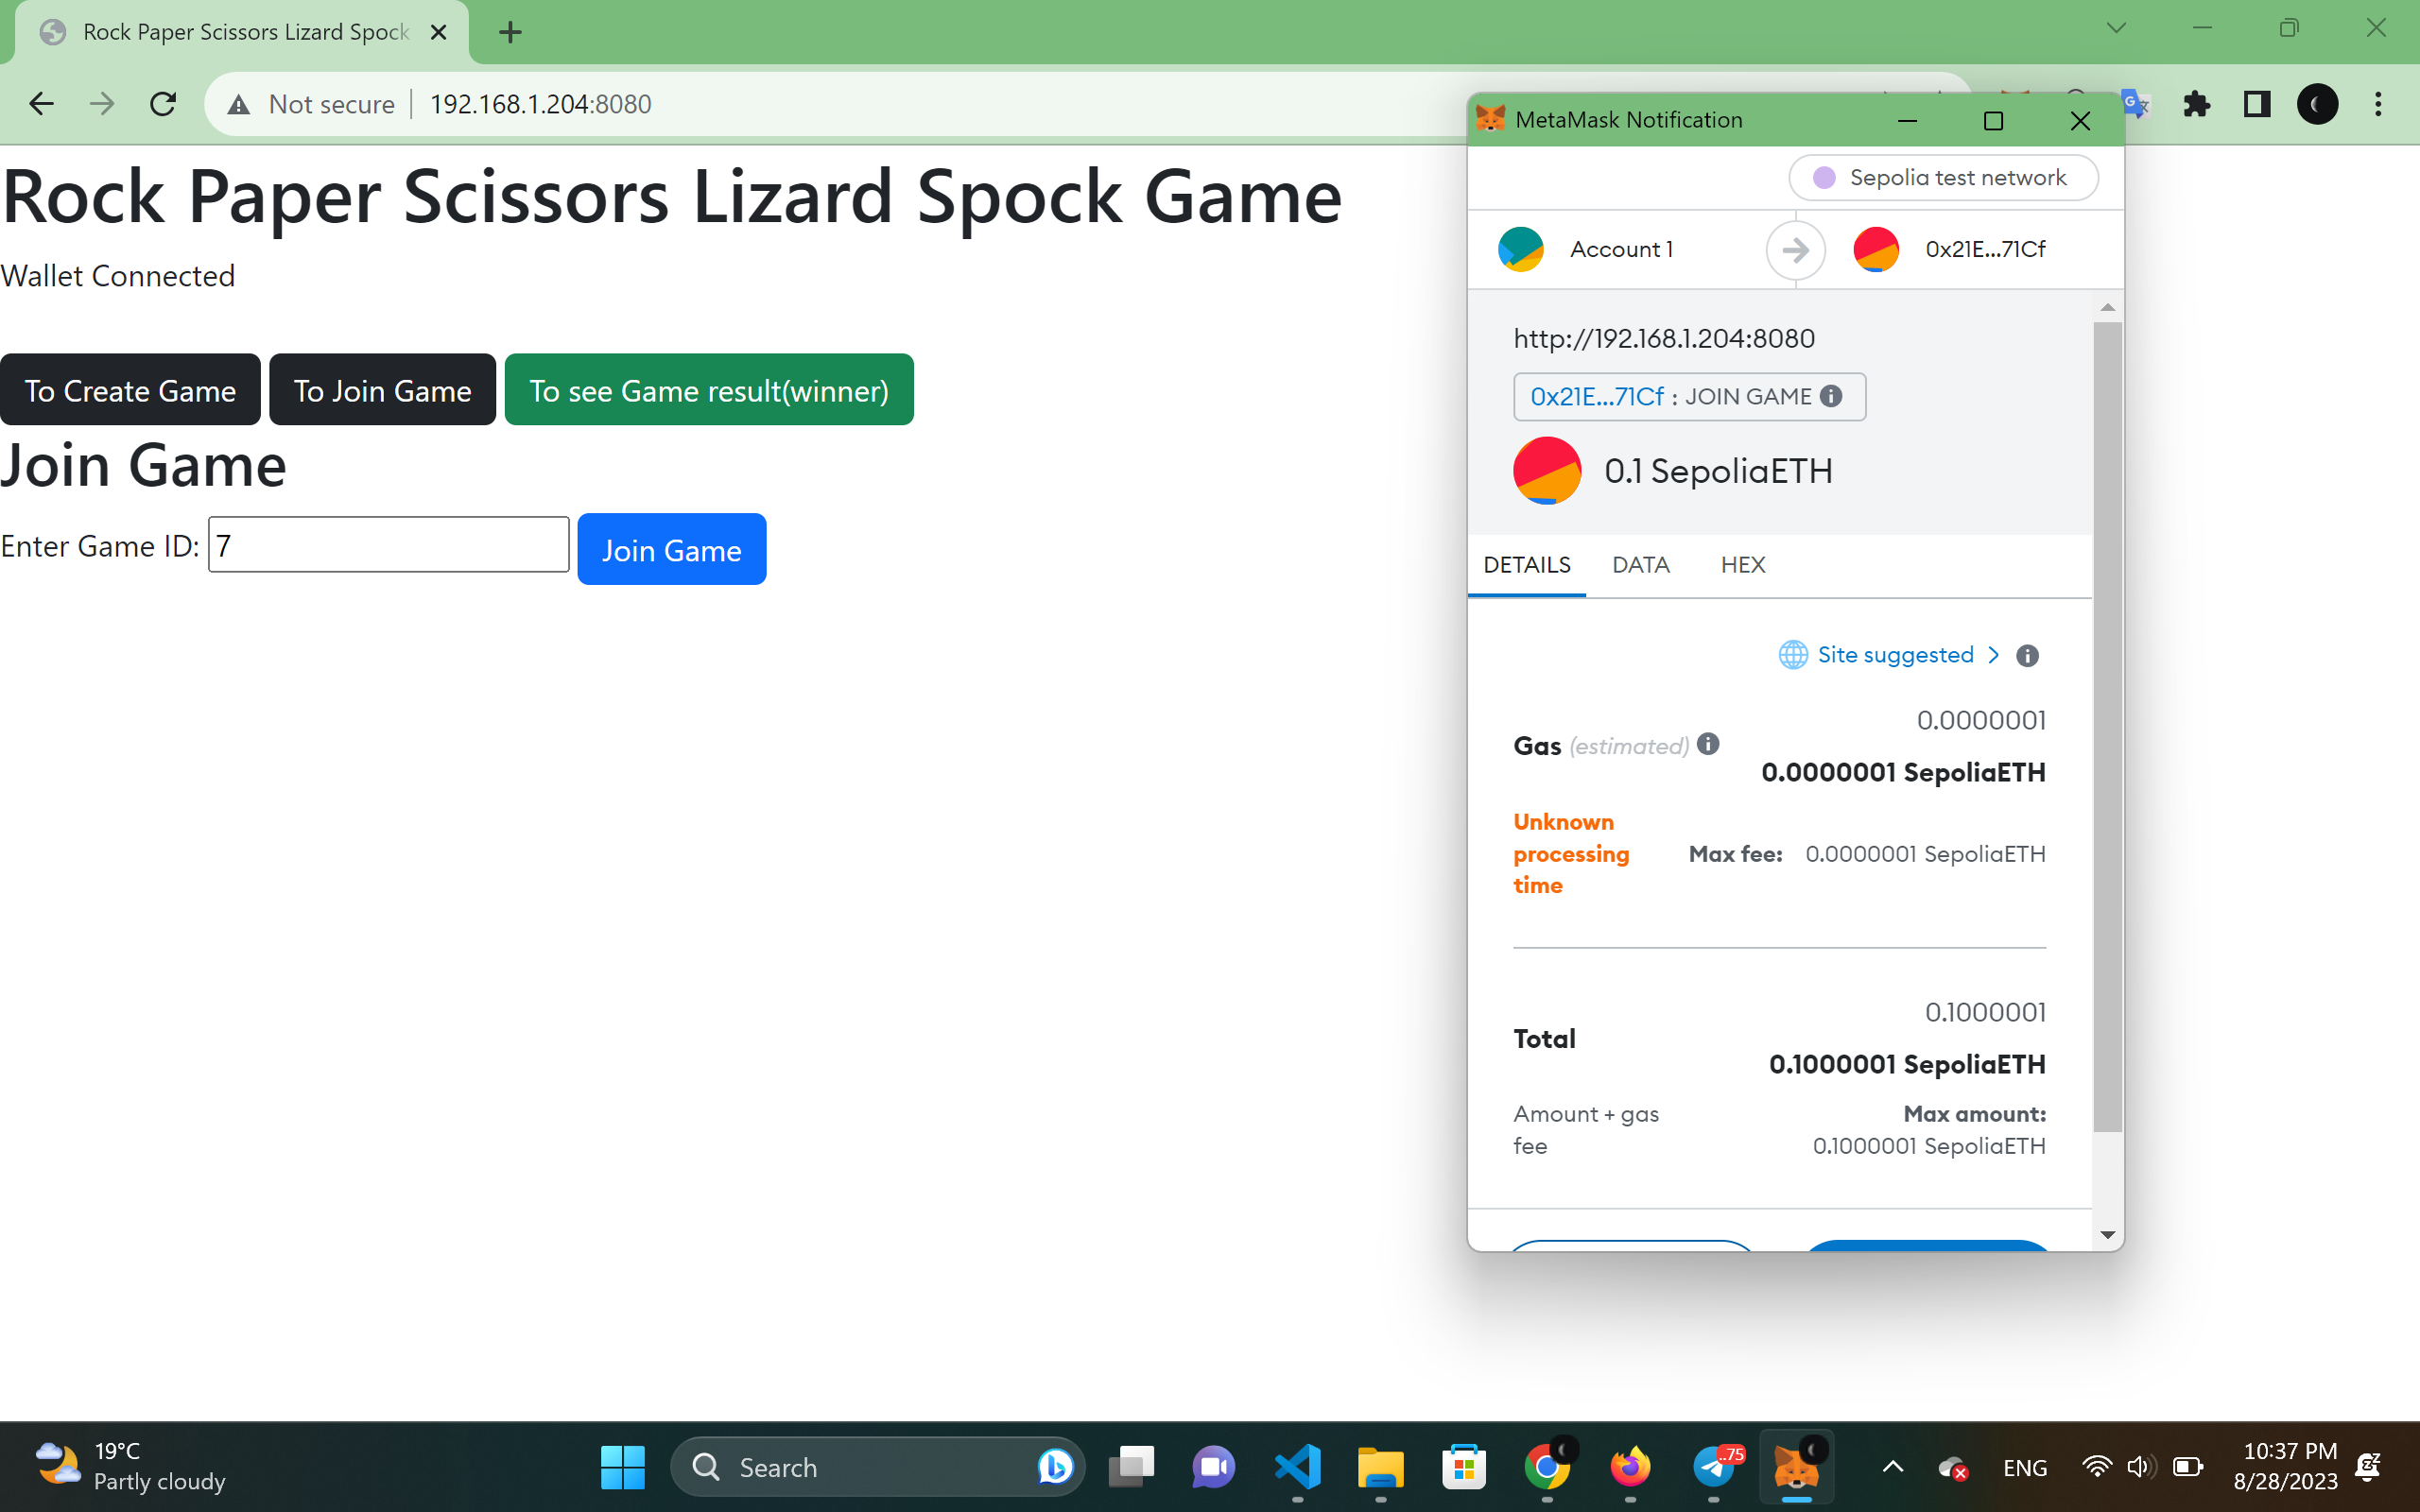 Rock Paper Scissors Lizard Spock
Not secure
192.168.1.204:8080
Rock Paper Scissors Lizard Spock Game
Wallet Connected
To Create Game
To Join Game
To see Game result(winner)
Join Game
Enter Game ID:
7
Join Game
MetaMask Notification
Sepolia test network
Account 1
0x21E...71Cf
http://192.168.1.204:8080
0x21E...71Cf : JOIN GAME
0.1 SepoliaETH
DETAILS
DATA
HEX
Site suggested
0.0000001
Gas (estimated)
0.0000001 SepoliaETH
Unknown
processing
time
Max fee: 0.0000001 SepoliaETH
0.1000001
Total
0.1000001 SepoliaETH
Amount + gas
fee
Max amount:
0.1000001 SepoliaETH
19°C
Partly cloudy
Search
..75
ENG
10:37 PM
8/28/2023